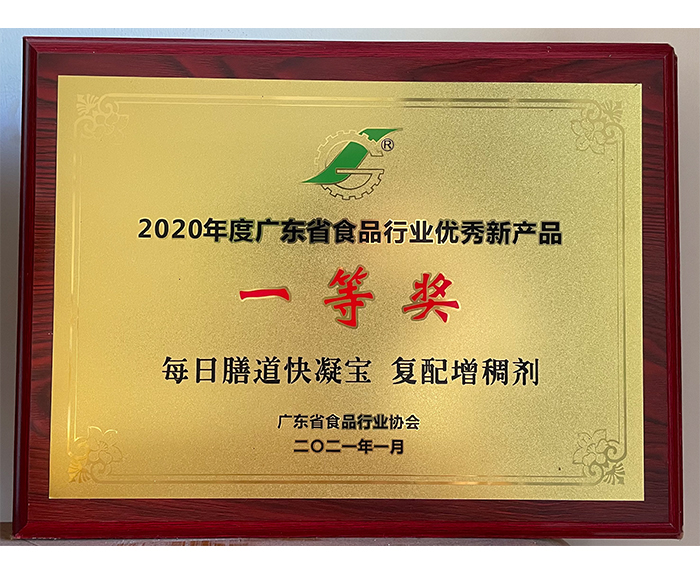 ®
2020年度广东省食品行业优秀新产品
一等奖
每日膳道快凝宝 复配增稠剂
广东省食品行业协会
二〇二一年一月